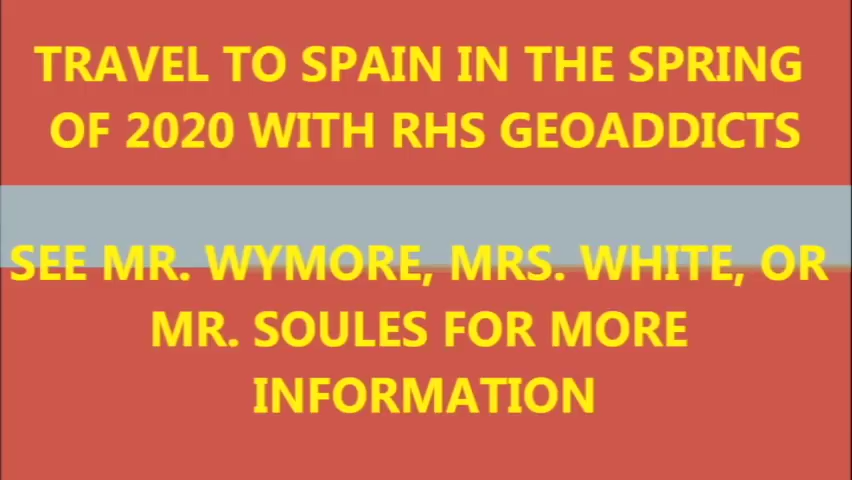 TRAVEL TO SPAIN IN THE SPRING
OF 2020 WITH RHS GEOADDICTS
SEE MR. WYMORE, MRS. WHITE, OR
MR. SOULES FOR MORE
INFORMATION